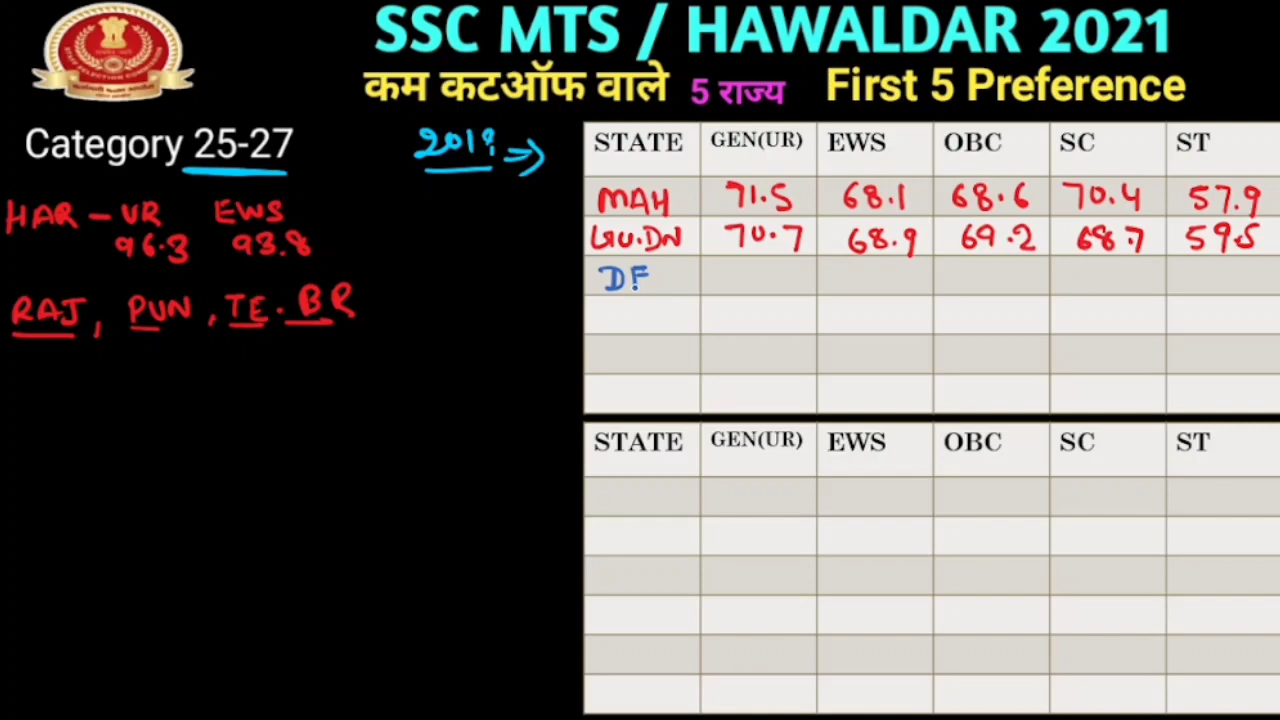 SSC MTS / HAWALDAR 2021
कम कटऑफ वाले 5 राज्य First 5 Preference
Category 25-27
HAR - UR EWS
96.3 93.8
RAJ, PUN, TE. BR
2019 →
STATE GEN(UR) EWS OBC SC ST
MAH 71.5 68.1 68.6 70.4 57.9
GU.DN 70.7 68.9 69.2 68.7 59.5
DF
STATE GEN(UR) EWS OBC SC ST